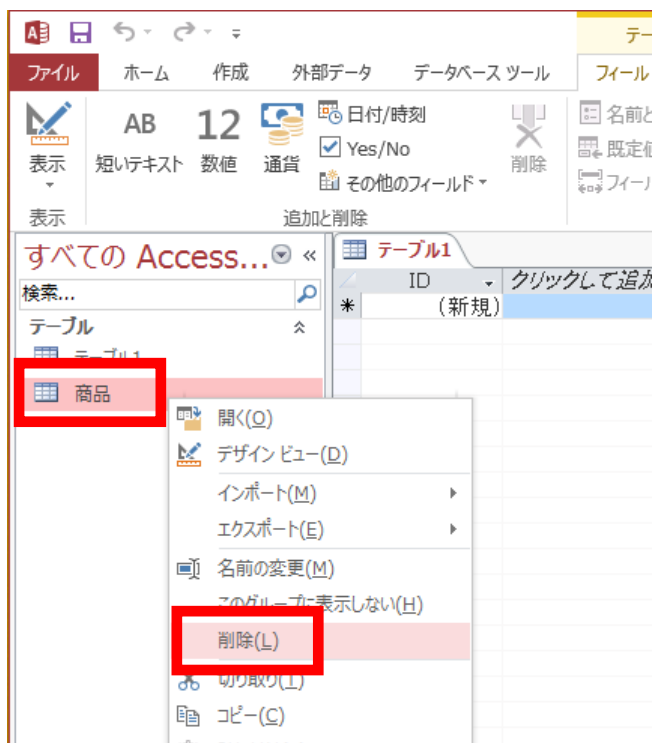 テー
ファイル ホーム 作成 外部データ データベース ツール フィール
表示 AB 短いテキスト 12 数値 通貨 日付/時刻 削除 名前と
Yes/No 既定値
その他のフィールド フィー
表示 追加と削除
すべての Access... «
検索...
テーブル
テーブル1
商品
テーブル1
ID クリックして追加
(新規)
開く(O)
デザイン ビュー(D)
インポート(M)
エクスポート(E)
名前の変更(M)
このグループに表示しない(H)
削除(L)
切り取り(T)
コピー(C)